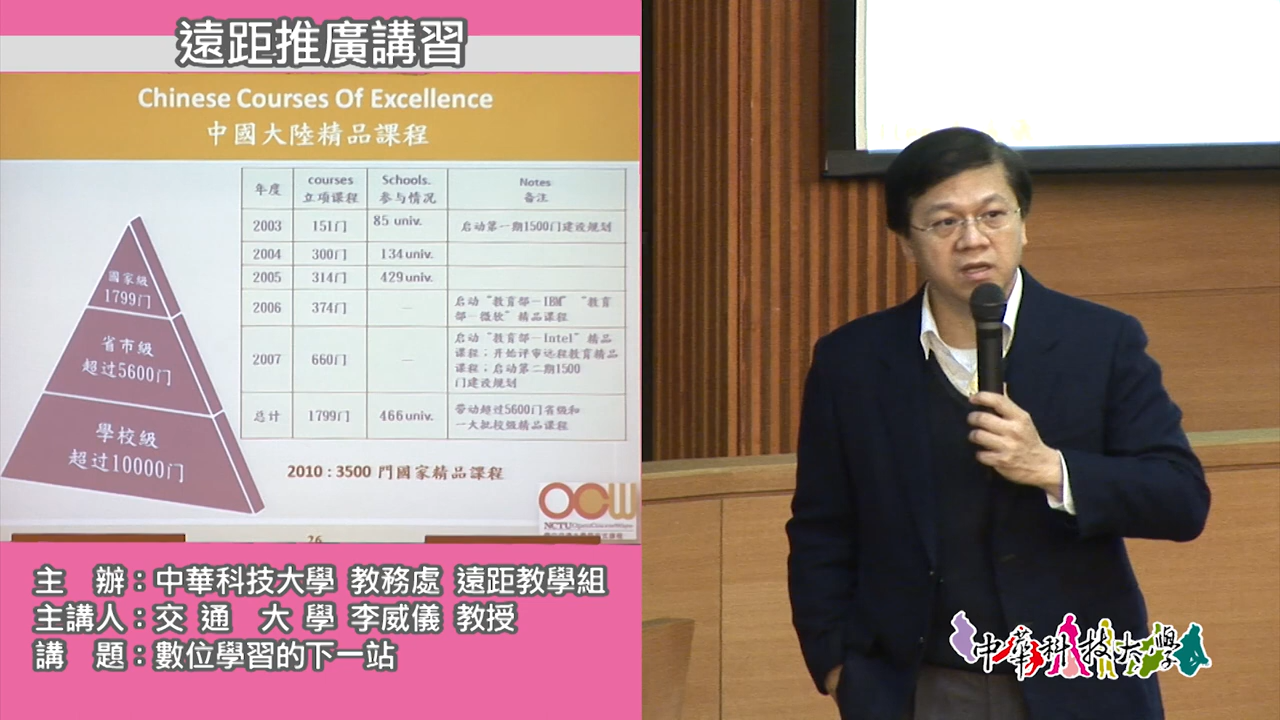 遠距推廣講習
Chinese Courses Of Excellence
中國大陸精品課程
年度 courses 立項课程 Schools. 参与情况 Notes 备注
2003 151门 85 univ. 启动第一期1500门建设规划
2004 300门 134 univ.
2005 314门 429 univ.
2006 374门 — 启动“教育部－IBM” “教育
部－微软”精品课程
2007 660门 — 启动“教育部－Intel”精品
课程；开始评审远程教育精品
课程；启动第二期1500
门建设规划
总计 1799门 466 univ. 带动超过5600门省级和
一大批校级精品课程
國家級
1799门
省市級
超过5600门
學校級
超过10000门
2010 : 3500 門國家精品課程
OCW
NCTU OpenCourseWare
26
主 辦：中華科技大學 教務處 遠距教學組
主講人：交 通 大 學 李威儀 教授
講 題：數位學習的下一站
中華科技大學